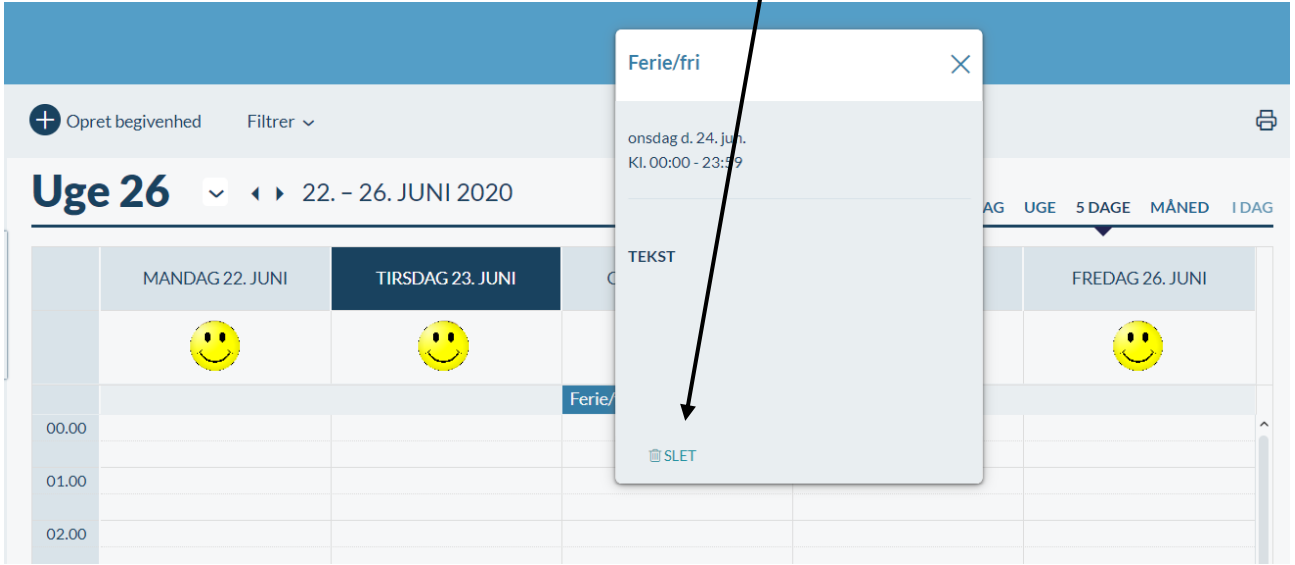 Ferie/fri
Opret begivenhed Filtrer
onsdag d. 24. jun.
Kl. 00:00 - 23:59
Uge 26 22. – 26. JUNI 2020
AG UGE 5 DAGE MÅNED I DAG
TEKST
MANDAG 22. JUNI TIRSDAG 23. JUNI FREDAG 26. JUNI
Ferie/
00.00
SLET
01.00
02.00